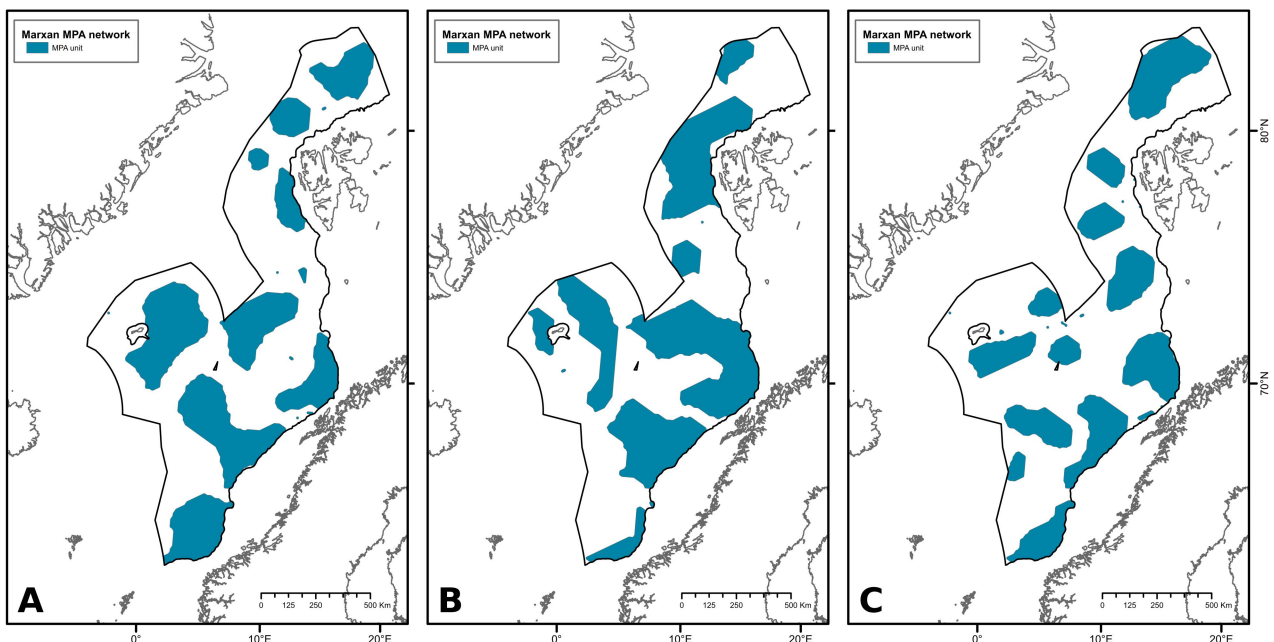 Marxan MPA network
MPA unit
Marxan MPA network
MPA unit
Marxan MPA network
MPA unit
80°N
70°N
A
0 125 250 500 Km
B
0 125 250 500 Km
C
0 125 250 500 Km
0° 10°E 20°E
0° 10°E 20°E
0° 10°E 20°E